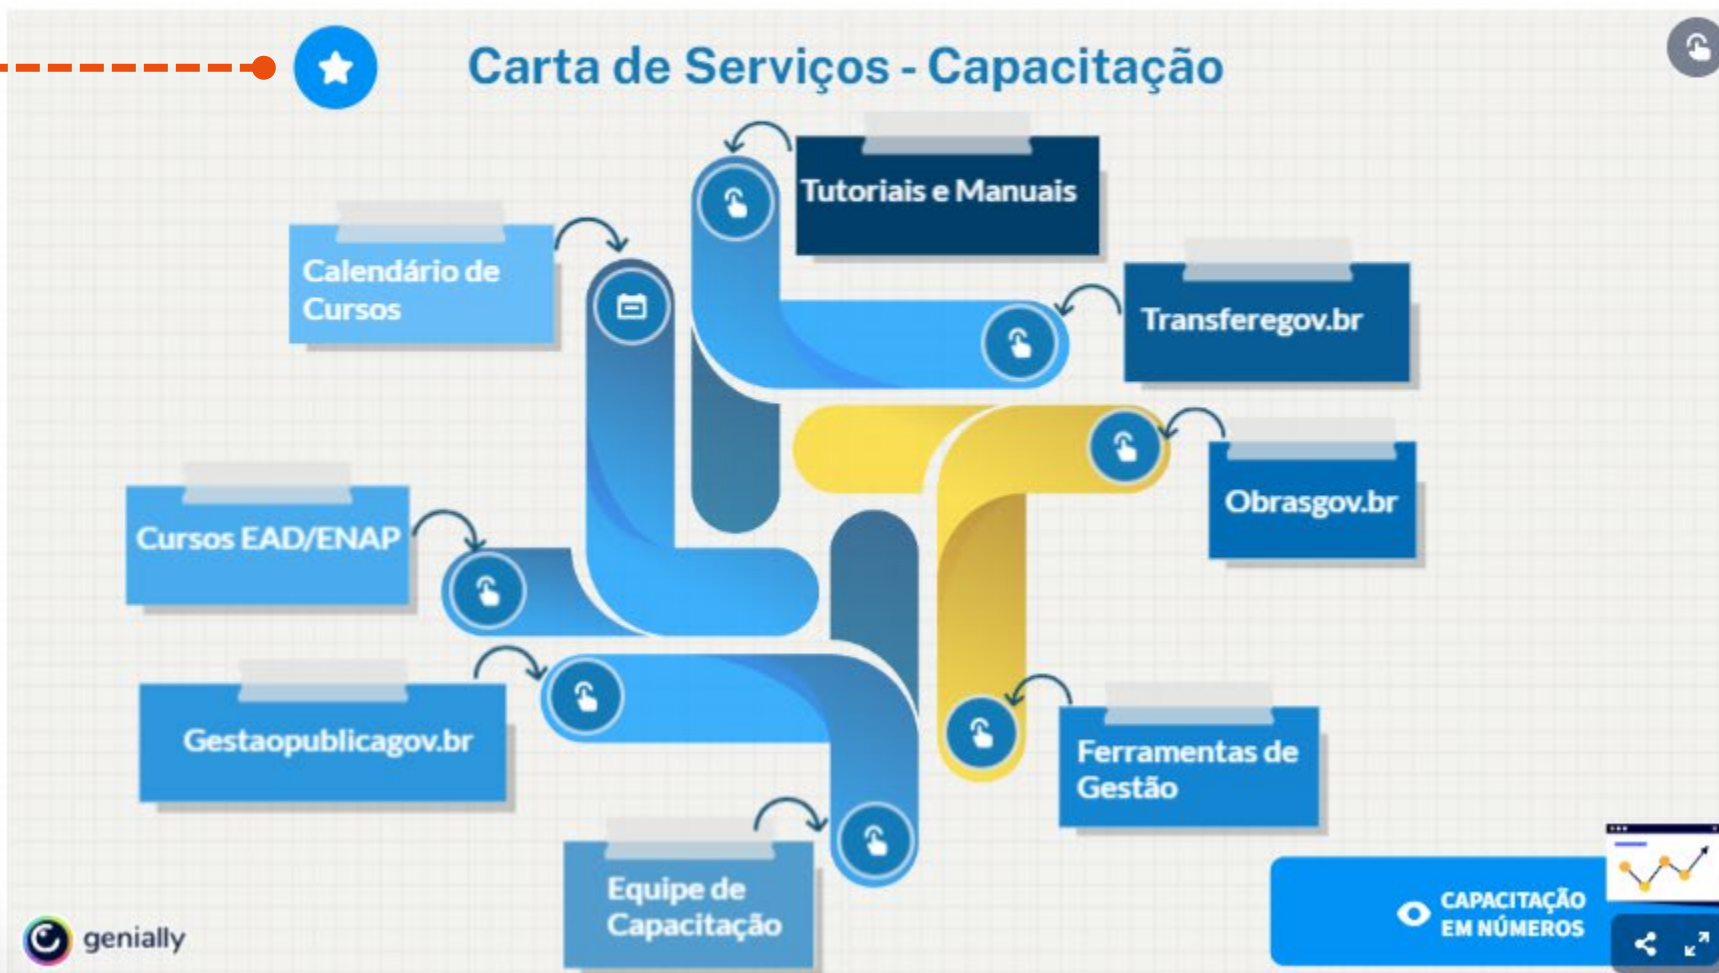 Carta de Serviços - Capacitação
Tutoriais e Manuais
Calendário de
Cursos
Transferegov.br
Obrasgov.br
Cursos EAD/ENAP
Gestaopublicagov.br
Ferramentas de
Gestão
Equipe de
Capacitação
CAPACITAÇÃO
EM NÚMEROS
genially